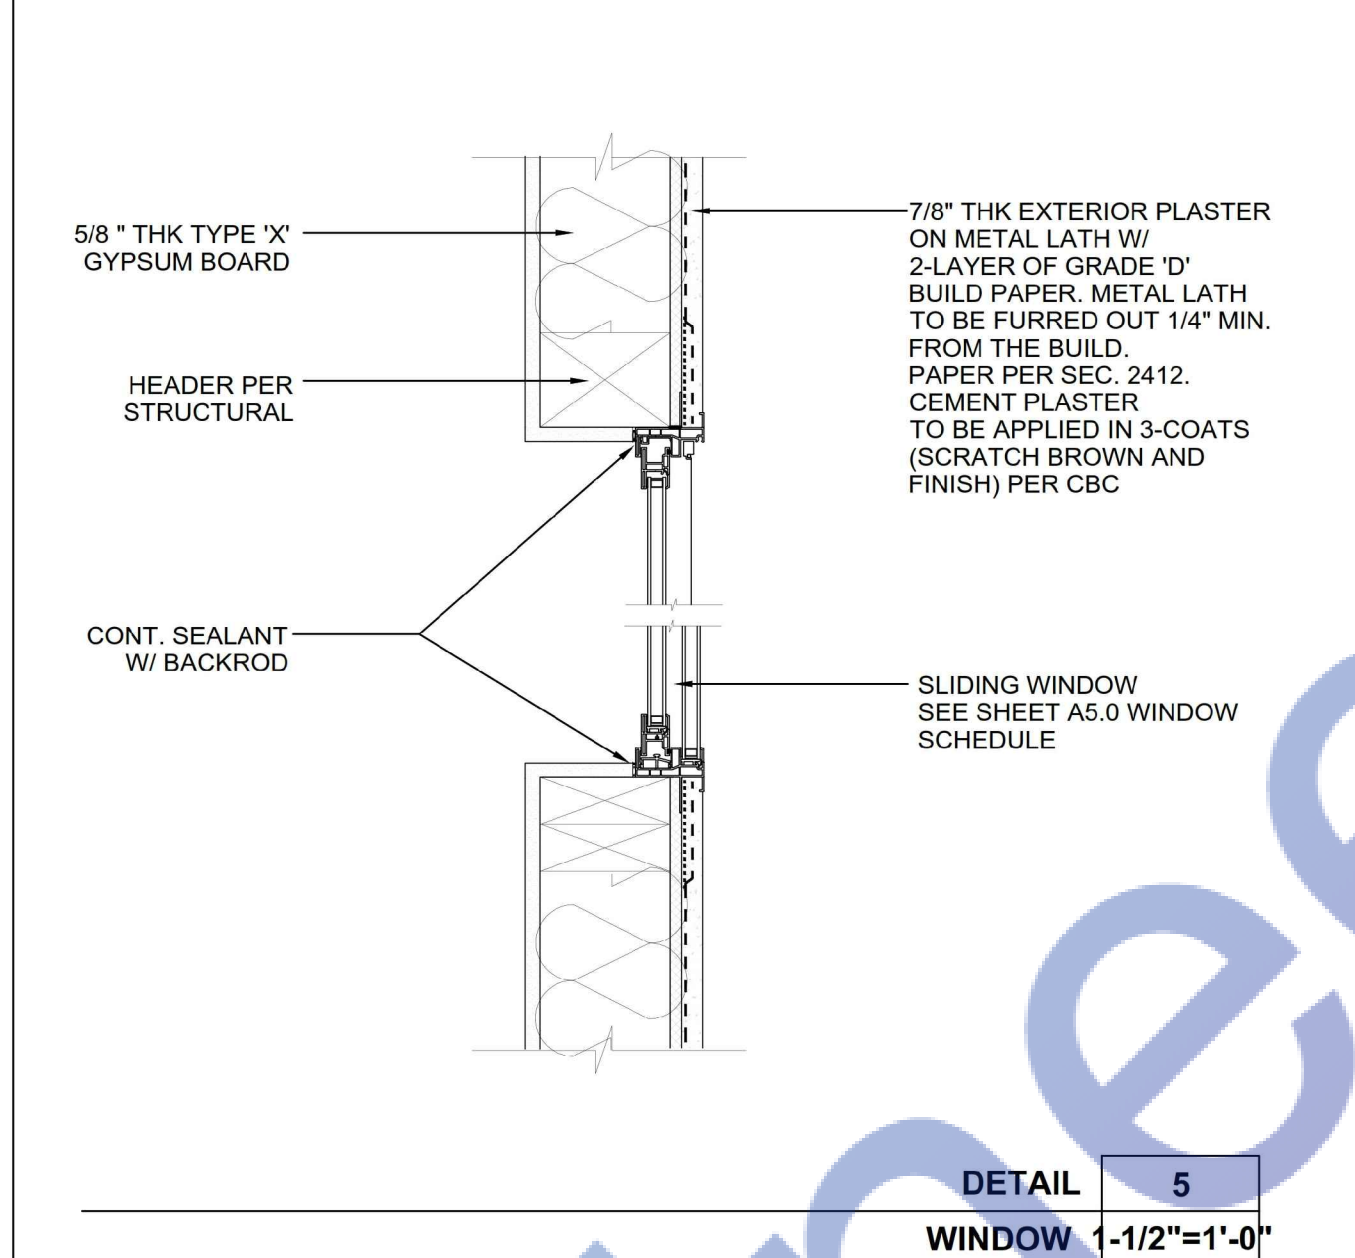 5/8 " THK TYPE 'X'
GYPSUM BOARD
HEADER PER
STRUCTURAL
CONT. SEALANT
W/ BACKROD
7/8" THK EXTERIOR PLASTER
ON METAL LATH W/
2-LAYER OF GRADE 'D'
BUILD PAPER. METAL LATH
TO BE FURRED OUT 1/4" MIN.
FROM THE BUILD.
PAPER PER SEC. 2412.
CEMENT PLASTER
TO BE APPLIED IN 3-COATS
(SCRATCH BROWN AND
FINISH) PER CBC
SLIDING WINDOW
SEE SHEET A5.0 WINDOW
SCHEDULE
DETAIL 5
WINDOW 1-1/2"=1'-0"